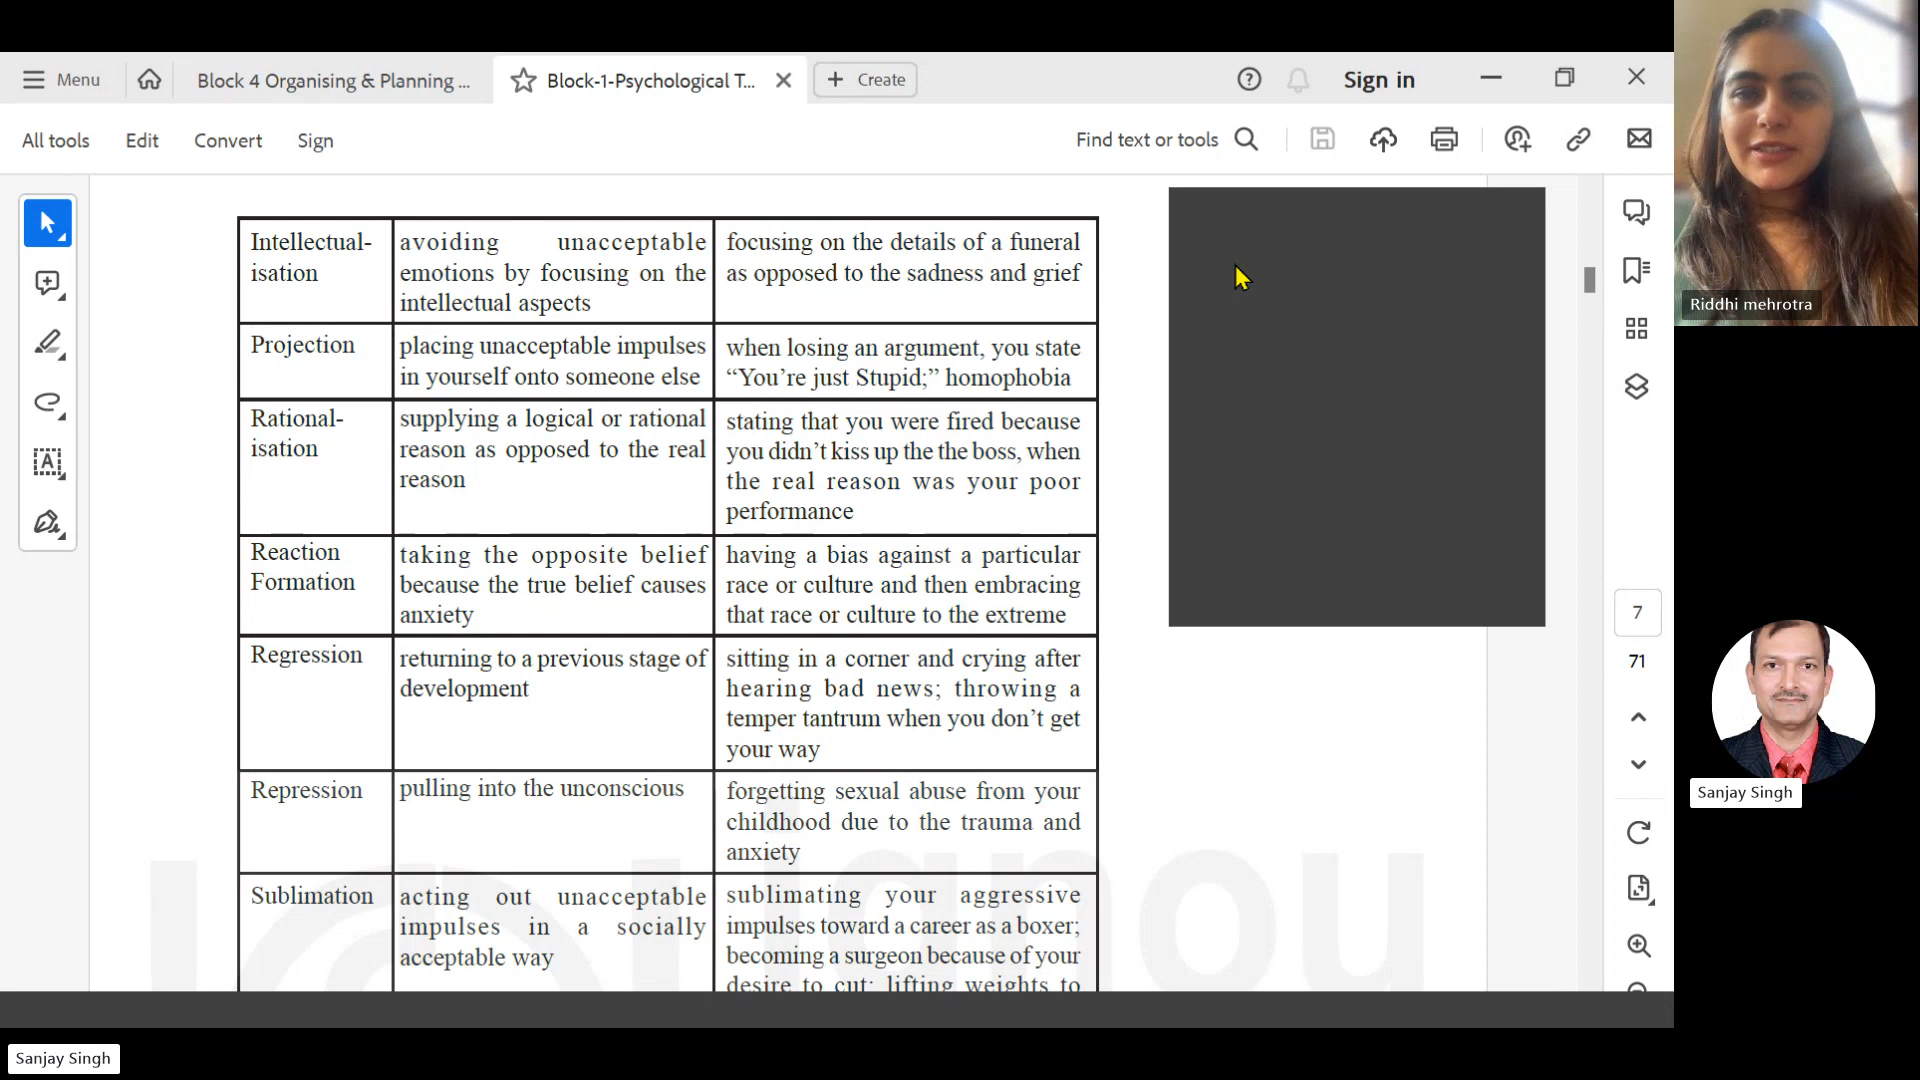 Menu
Block 4 Organising & Planning ...
Block-1-Psychological T...
Create
Sign in
All tools
Edit
Convert
Sign
Find text or tools
Riddhi mehrotra
Intellectual-
isation
avoiding unacceptable
emotions by focusing on the
intellectual aspects
focusing on the details of a funeral
as opposed to the sadness and grief
Projection
placing unacceptable impulses
in yourself onto someone else
when losing an argument, you state
“You’re just Stupid;” homophobia
Rational-
isation
supplying a logical or rational
reason as opposed to the real
reason
stating that you were fired because
you didn’t kiss up the the boss, when
the real reason was your poor
performance
Reaction
Formation
taking the opposite belief
because the true belief causes
anxiety
having a bias against a particular
race or culture and then embracing
that race or culture to the extreme
Regression
returning to a previous stage of
development
sitting in a corner and crying after
hearing bad news; throwing a
temper tantrum when you don’t get
your way
Repression
pulling into the unconscious
forgetting sexual abuse from your
childhood due to the trauma and
anxiety
Sublimation
acting out unacceptable
impulses in a socially
acceptable way
sublimating your aggressive
impulses toward a career as a boxer;
becoming a surgeon because of your
desire to cut; lifting weights to
ignou
7
71
Sanjay Singh
Sanjay Singh